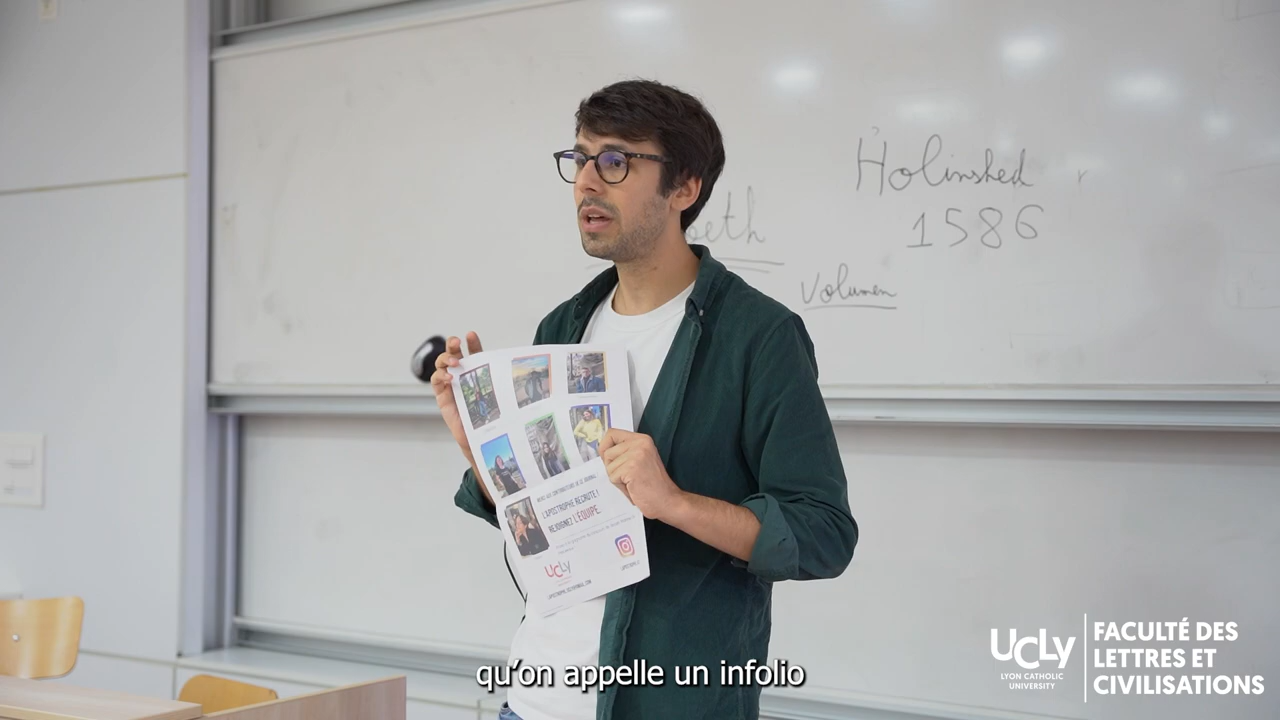 Holinshed
1586
Volumen
L'APOSTROPHE RECRUTE !
REJOIGNEZ L'ÉQUIPE.
UCLY
qu'on appelle un infolio
UCLY
LYON CATHOLIC
UNIVERSITY
FACULTÉ DES
LETTRES ET
CIVILISATIONS